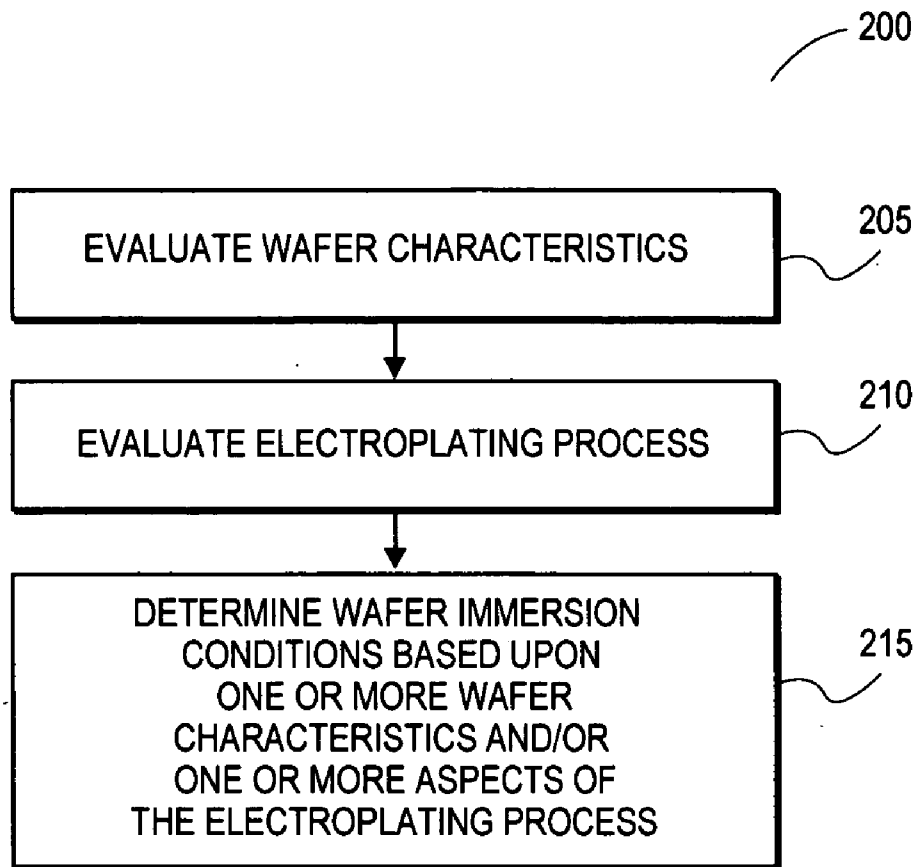 200
EVALUATE WAFER CHARACTERISTICS
205
EVALUATE ELECTROPLATING PROCESS
210
DETERMINE WAFER IMMERSION
CONDITIONS BASED UPON
ONE OR MORE WAFER
CHARACTERISTICS AND/OR
ONE OR MORE ASPECTS OF
THE ELECTROPLATING PROCESS
215